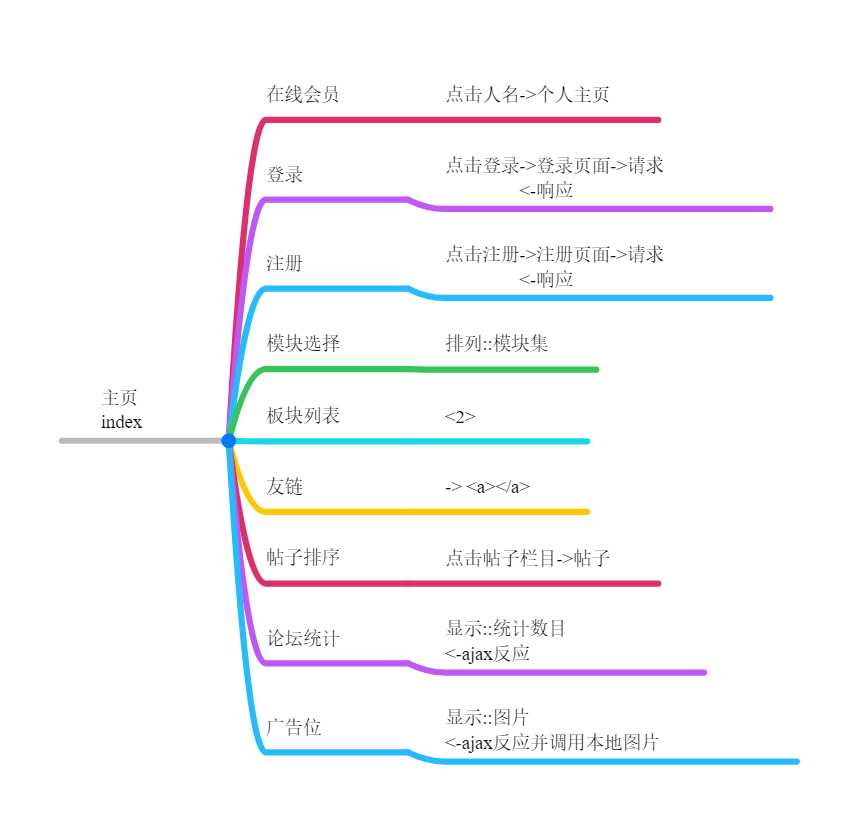 在线会员
点击人名->个人主页
登录
点击登录->登录页面->请求
<-响应
注册
点击注册->注册页面->请求
<-响应
模块选择
排列::模块集
主页
index
板块列表
<2>
友链
-> <a></a>
帖子排序
点击帖子栏目->帖子
论坛统计
显示::统计数目
<-ajax反应
广告位
显示::图片
<-ajax反应并调用本地图片